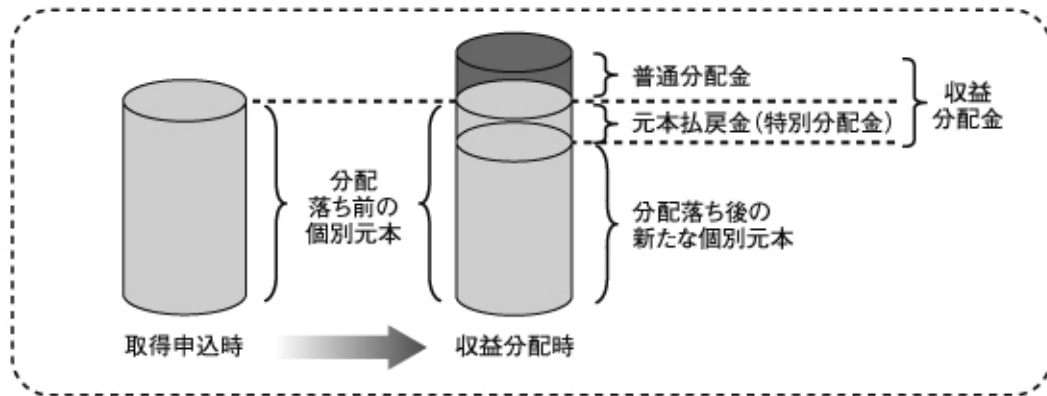 普通分配金
元本払戻金(特別分配金)
収益
分配金
分配
落ち前の
個別元本
分配落ち後の
新たな個別元本
取得申込時
収益分配時